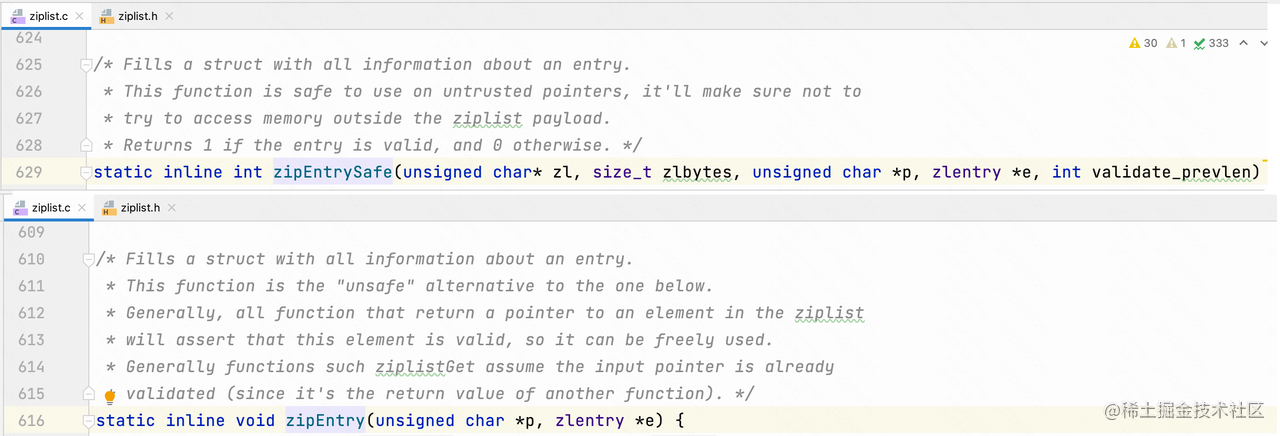 ziplist.c ziplist.h
624
30 1 333
625 /* Fills a struct with all information about an entry.
626 * This function is safe to use on untrusted pointers, it'll make sure not to
627 * try to access memory outside the ziplist payload.
628 * Returns 1 if the entry is valid, and 0 otherwise. */
629 static inline int zipEntrySafe(unsigned char* zl, size_t zlbytes, unsigned char *p, zlentry *e, int validate_prevlen)
ziplist.c ziplist.h
609
610 /* Fills a struct with all information about an entry.
611 * This function is the "unsafe" alternative to the one below.
612 * Generally, all function that return a pointer to an element in the ziplist
613 * will assert that this element is valid, so it can be freely used.
614 * Generally functions such ziplistGet assume the input pointer is already
615 * validated (since it's the return value of another function). */
616 static inline void zipEntry(unsigned char *p, zlentry *e) {
@稀土掘金技术社区